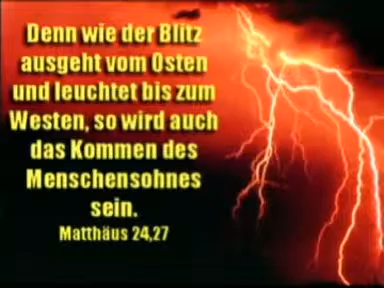 Denn wie der Blitz
ausgeht vom Osten
und leuchtet bis zum
Westen, so wird auch
das Kommen des
Menschensohnes
sein.
Matthäus 24,27